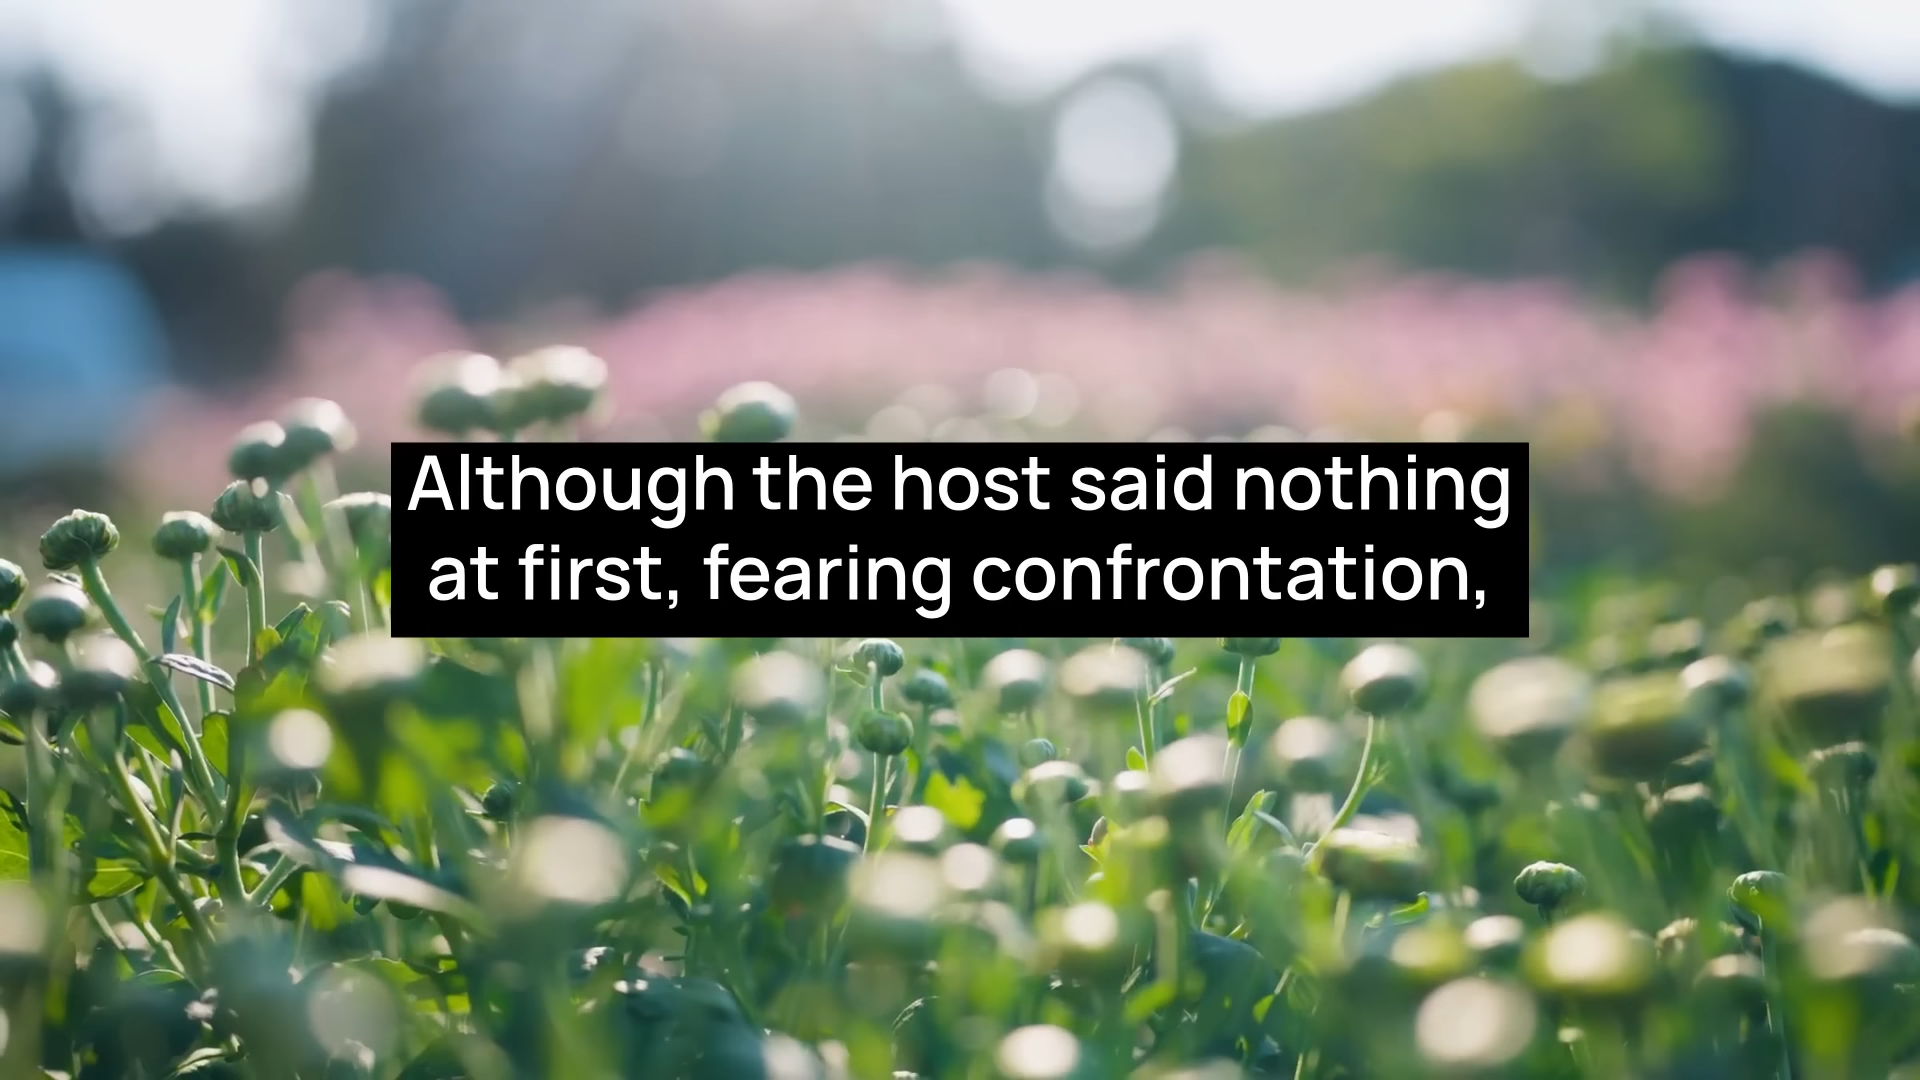 Although the host said nothing
at first, fearing confrontation,